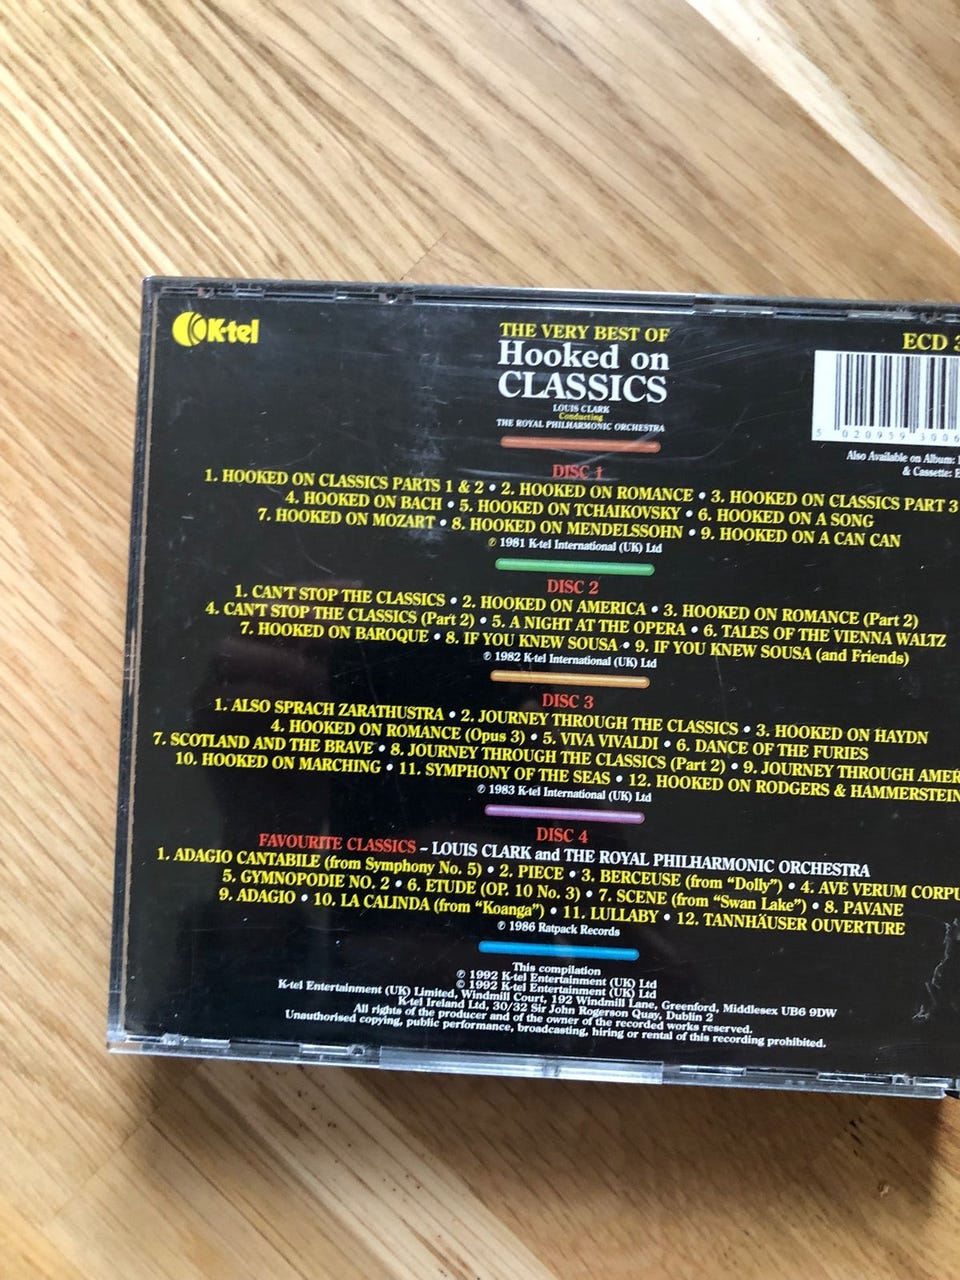 K-tel
THE VERY BEST OF
Hooked on
CLASSICS
LOUIS CLARK
Conducting
THE ROYAL PHILHARMONIC ORCHESTRA
ECD 3
5 020959 3006
Also Available on Album:
& Cassette: E
DISC 1
1. HOOKED ON CLASSICS PARTS 1 & 2 • 2. HOOKED ON ROMANCE • 3. HOOKED ON CLASSICS PART 3
4. HOOKED ON BACH • 5. HOOKED ON TCHAIKOVSKY • 6. HOOKED ON A SONG
7. HOOKED ON MOZART • 8. HOOKED ON MENDELSSOHN • 9. HOOKED ON A CAN CAN
℗ 1981 K-tel International (UK) Ltd
DISC 2
1. CAN'T STOP THE CLASSICS • 2. HOOKED ON AMERICA • 3. HOOKED ON ROMANCE (Part 2)
4. CAN'T STOP THE CLASSICS (Part 2) • 5. A NIGHT AT THE OPERA • 6. TALES OF THE VIENNA WALTZ
7. HOOKED ON BAROQUE • 8. IF YOU KNEW SOUSA • 9. IF YOU KNEW SOUSA (and Friends)
℗ 1982 K-tel International (UK) Ltd
DISC 3
1. ALSO SPRACH ZARATHUSTRA • 2. JOURNEY THROUGH THE CLASSICS • 3. HOOKED ON HAYDN
4. HOOKED ON ROMANCE (Opus 3) • 5. VIVA VIVALDI • 6. DANCE OF THE FURIES
7. SCOTLAND AND THE BRAVE • 8. JOURNEY THROUGH THE CLASSICS (Part 2) • 9. JOURNEY THROUGH AMER
10. HOOKED ON MARCHING • 11. SYMPHONY OF THE SEAS • 12. HOOKED ON RODGERS & HAMMERSTEIN
℗ 1983 K-tel International (UK) Ltd
DISC 4
FAVOURITE CLASSICS – LOUIS CLARK and THE ROYAL PHILHARMONIC ORCHESTRA
1. ADAGIO CANTABILE (from Symphony No. 5) • 2. PIECE • 3. BERCEUSE (from "Dolly") • 4. AVE VERUM CORPU
5. GYMNOPODIE NO. 2 • 6. ETUDE (OP. 10 No. 3) • 7. SCENE (from "Swan Lake") • 8. PAVANE
9. ADAGIO • 10. LA CALINDA (from "Koanga") • 11. LULLABY • 12. TANNHÄUSER OUVERTURE
℗ 1986 Ratpack Records
This compilation
℗ 1992 K-tel Entertainment (UK) Ltd
© 1992 K-tel Entertainment (UK) Ltd
K-tel Entertainment (UK) Limited, Windmill Court, 192 Windmill Lane, Greenford, Middlesex UB6 9DW
K-tel Ireland Ltd, 30/32 Sir John Rogerson Quay, Dublin 2
All rights of the producer and of the owner of the recorded works reserved.
Unauthorised copying, public performance, broadcasting, hiring or rental of this recording prohibited.